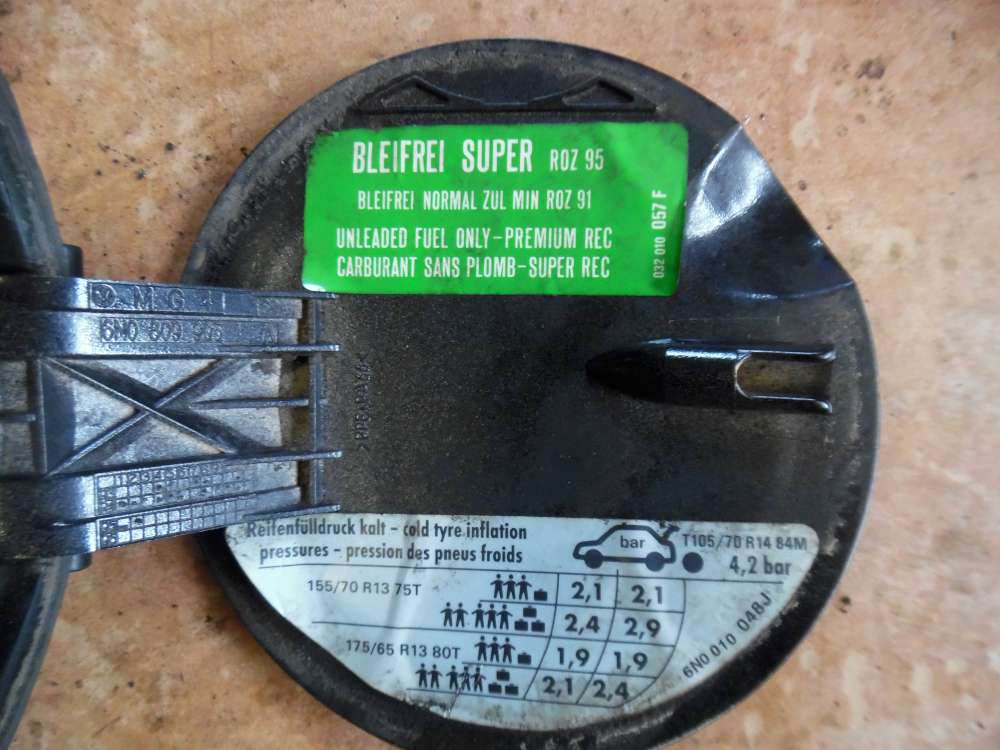 BLEIFREI SUPER ROZ 95
BLEIFREI NORMAL ZUL MIN ROZ 91
UNLEADED FUEL ONLY-PREMIUM REC
CARBURANT SANS PLOMB-SUPER REC
032 010 057 F
M G
6N0 809 905
Reifenfülldruck kalt - cold tyre inflation
pressures - pression des pneus froids
bar
T105/70 R14 84M
4,2 bar
155/70 R13 75T 2,1 2,1
2,4 2,9
175/65 R13 80T 1,9 1,9
2,1 2,4
6N0 010 048J